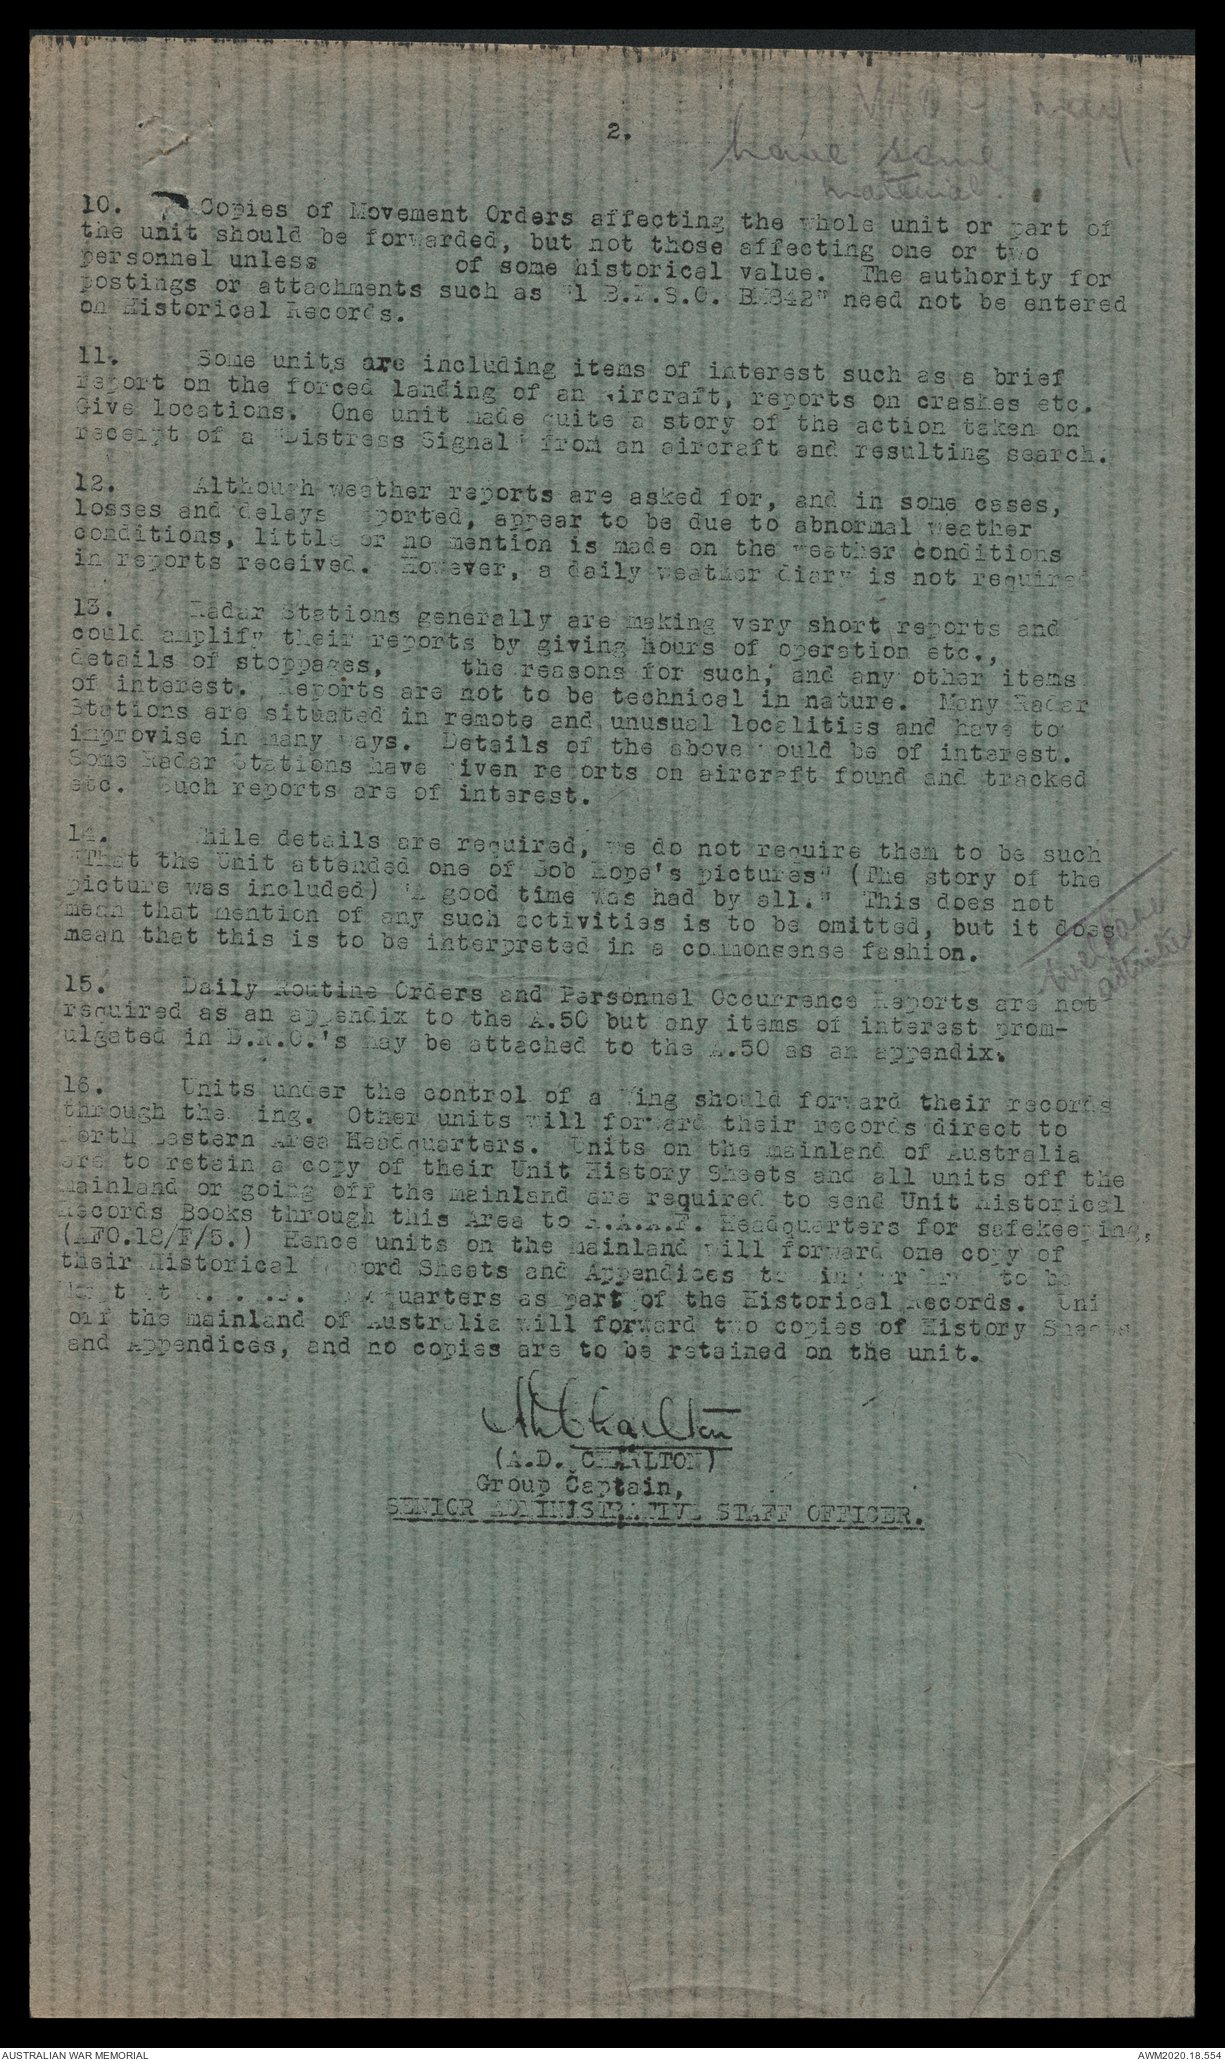 2.
may
have some
material.
10. Copies of Movement Orders affecting the whole unit or part of
the unit should be forwarded, but not those affecting one or two
personnel unless of some historical value. The authority for
postings or attachments such as "1 B.P.S.O. BM842" need not be entered
on Historical Records.
11. Some units are including items of interest such as a brief
report on the forced landing of an aircraft, reports on crashes etc.
Give locations. One unit made quite a story of the action taken on
receipt of a "Distress Signal" from an aircraft and resulting search.
12. Although weather reports are asked for, and in some cases,
losses and delays reported, appear to be due to abnormal weather
conditions, little or no mention is made on the weather conditions
in reports received. However, a daily weather diary is not required
13. Radar Stations generally are making very short reports and
could amplify their reports by giving hours of operation etc.,
details of stoppages, the reasons for such, and any other items
of interest. Reports are not to be technical in nature. Many Radar
Stations are situated in remote and unusual localities and have to
improvise in many ways. Details of the above would be of interest.
Some Radar Stations have given reports on aircraft found and tracked
etc. Such reports are of interest.
14. While details are required, we do not require them to be such
"That the Unit attended one of Bob Hope's pictures" (The story of the
picture was included) "A good time was had by all." This does not
mean that mention of any such activities is to be omitted, but it does
mean that this is to be interpreted in a commonsense fashion.
welfare
activities
15. Daily Routine Orders and Personnel Occurrence Reports are not
required as an appendix to the A.50 but any items of interest prom-
ulgated in D.R.O.'s may be attached to the A.50 as an appendix.
16. Units under the control of a Wing should forward their records
through the Wing. Other units will forward their records direct to
North Eastern Area Headquarters. Units on the mainland of Australia
are to retain a copy of their Unit History Sheets and all units off the
mainland or going off the mainland are required to send Unit Historical
Records Books through this Area to R.A.A.F. Headquarters for safekeeping,
(AFO.18/F/5.) Hence units on the mainland will forward one copy of
their Historical Record Sheets and Appendices to be
kept at Headquarters as part of the Historical Records. Uni
off the mainland of Australia will forward two copies of History Sheets
and Appendices, and no copies are to be retained on the unit.
A D Charlton
(A.D. CHARLTON)
Group Captain,
SENIOR ADMINISTRATIVE STAFF OFFICER.
AUSTRALIAN WAR MEMORIAL
AWM2020.18.554